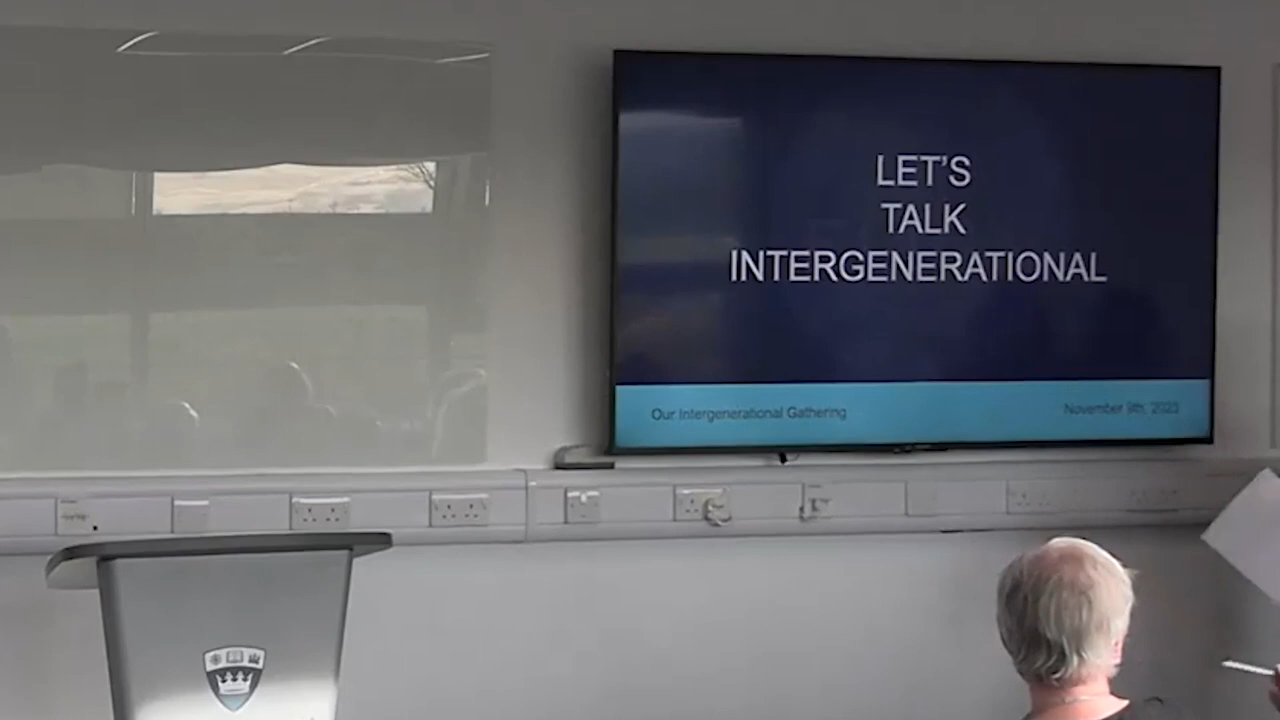 LET'S
TALK
INTERGENERATIONAL
Our Intergenerational Gathering
November 9th, 2023